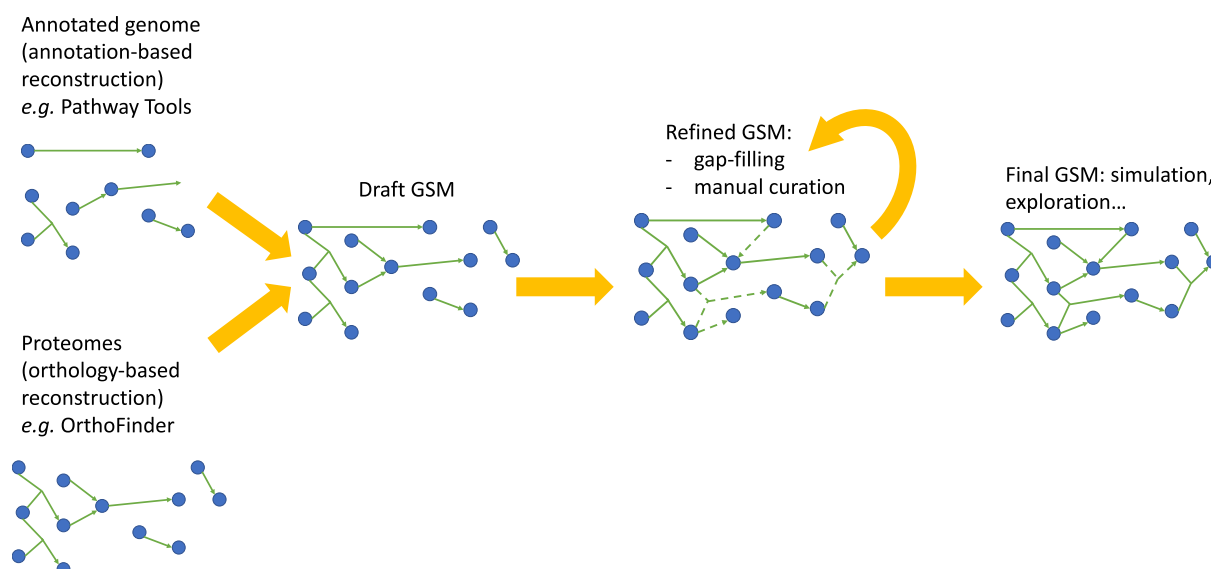 Annotated genome
(annotation-based
reconstruction)
e.g. Pathway Tools
Proteomes
(orthology-based
reconstruction)
e.g. OrthoFinder
Draft GSM
Refined GSM:
- gap-filling
- manual curation
Final GSM: simulation,
exploration…